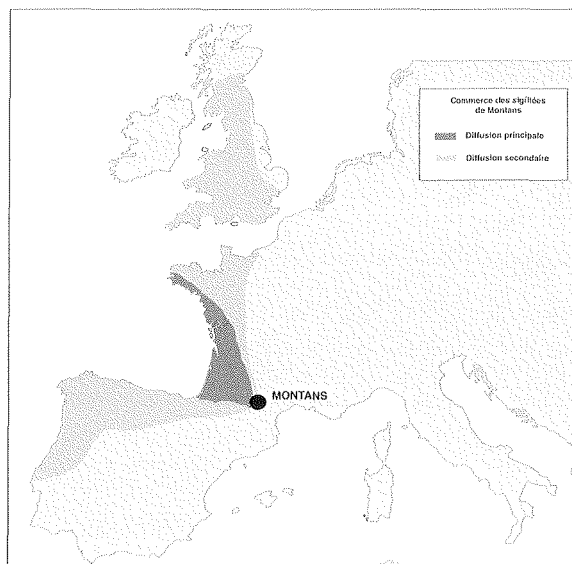 Commerce des sigillées
de Montans
Diffusion principale
Diffusion secondaire
MONTANS